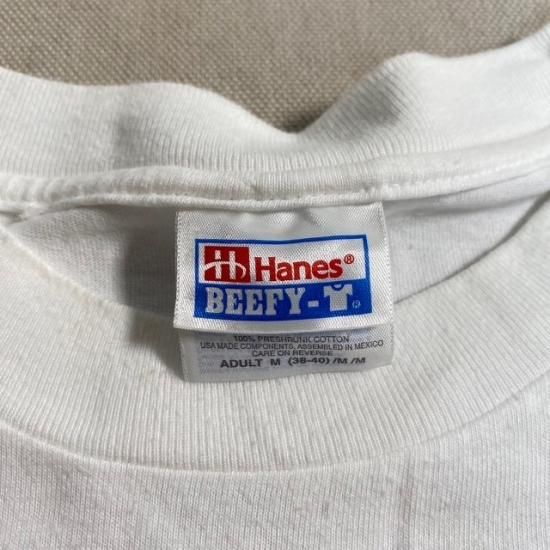 Hanes®
BEEFY-T®
100% PRESHRUNK COTTON
USA MADE COMPONENTS, ASSEMBLED IN MEXICO
CARE ON REVERSE
ADULT M (38-40) /M /M